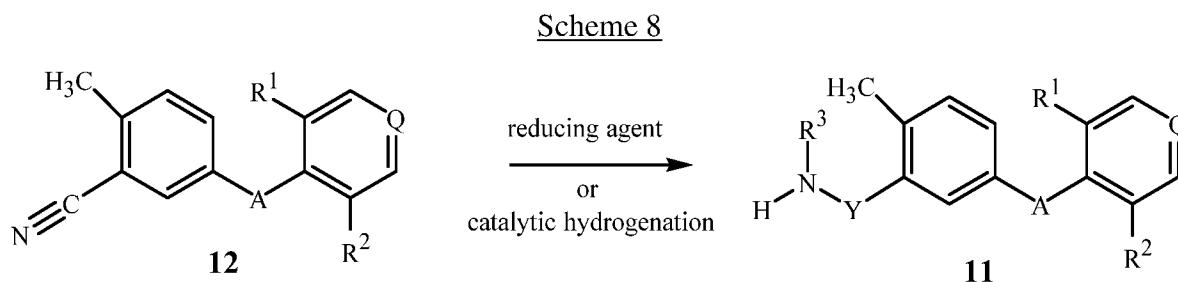 Scheme 8
H₃C
R¹
Q
C
N
A
R²
12
reducing agent
or
catalytic hydrogenation
H₃C
R³
N
H
Y
R¹
Q
A
R²
11